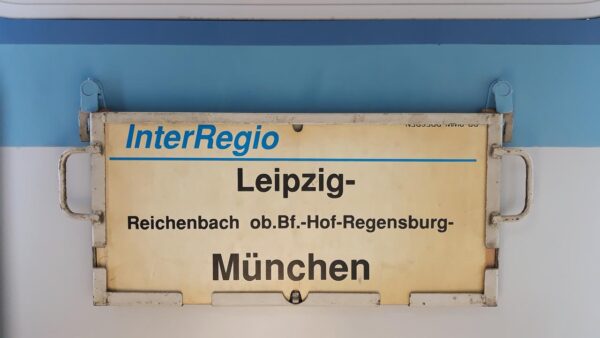 InterRegio
Leipzig-
Reichenbach ob.Bf.-Hof-Regensburg-
München